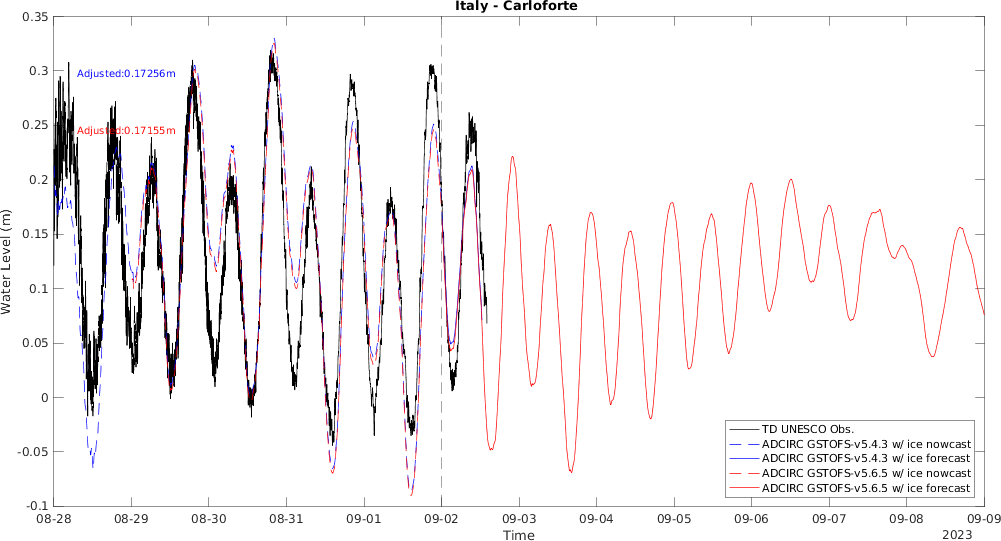 Italy - Carloforte
0.35
0.3
0.25
0.2
0.15
0.1
0.05
0
-0.05
-0.1
Water Level (m)
Adjusted:0.17256m
Adjusted:0.17155m
TD UNESCO Obs.
ADCIRC GSTOFS-v5.4.3 w/ ice nowcast
ADCIRC GSTOFS-v5.4.3 w/ ice forecast
ADCIRC GSTOFS-v5.6.5 w/ ice nowcast
ADCIRC GSTOFS-v5.6.5 w/ ice forecast
08-28 08-29 08-30 08-31 09-01 09-02 09-03 09-04 09-05 09-06 09-07 09-08 09-09
Time
2023